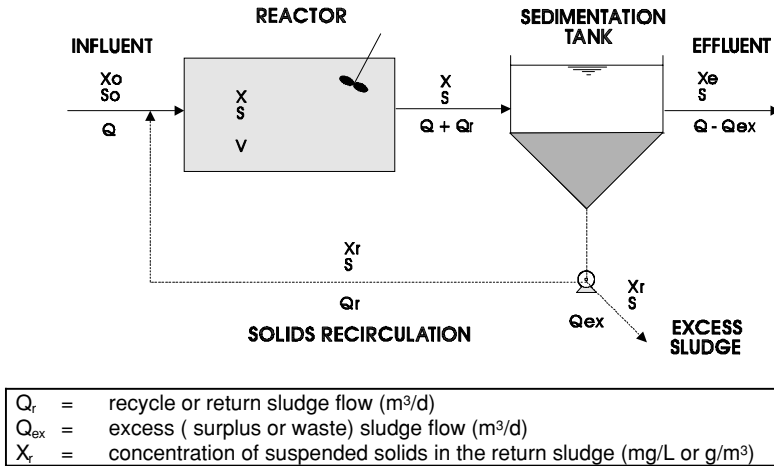 REACTOR
SEDIMENTATION
TANK
INFLUENT
EFFLUENT
Xo
So
Q
X
S
V
X
S
Q + Qr
Xe
S
Q - Qex
Xr
S
Qr
Xr
S
Qex
SOLIDS RECIRCULATION
EXCESS
SLUDGE
Qr = recycle or return sludge flow (m³/d)
Qex = excess ( surplus or waste) sludge flow (m³/d)
Xr = concentration of suspended solids in the return sludge (mg/L or g/m³)